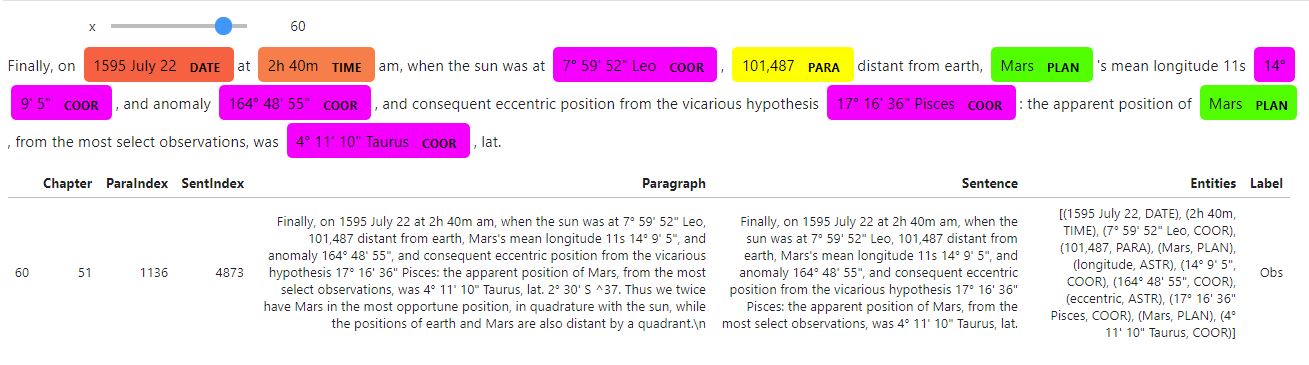 x 60
Finally, on 1595 July 22 DATE at 2h 40m TIME am, when the sun was at 7° 59' 52" Leo COOR , 101,487 PARA distant from earth, Mars PLAN 's mean longitude 11s 14°
9' 5" COOR , and anomaly 164° 48' 55" COOR , and consequent eccentric position from the vicarious hypothesis 17° 16' 36" Pisces COOR : the apparent position of Mars PLAN
, from the most select observations, was 4° 11' 10" Taurus COOR , lat.
Chapter ParaIndex SentIndex Paragraph Sentence Entities Label
60 51 1136 4873
Finally, on 1595 July 22 at 2h 40m am, when the sun was at 7° 59' 52" Leo,
101,487 distant from earth, Mars's mean longitude 11s 14° 9' 5", and
anomaly 164° 48' 55", and consequent eccentric position from the vicarious
hypothesis 17° 16' 36" Pisces: the apparent position of Mars, from the most
select observations, was 4° 11' 10" Taurus, lat. 2° 30' S ^37. Thus we twice
have Mars in the most opportune position, in quadrature with the sun, while
the positions of earth and Mars are also distant by a quadrant.\n
Finally, on 1595 July 22 at 2h 40m am, when the
sun was at 7° 59' 52" Leo, 101,487 distant from
earth, Mars's mean longitude 11s 14° 9' 5", and
anomaly 164° 48' 55", and consequent eccentric
position from the vicarious hypothesis 17° 16' 36"
Pisces: the apparent position of Mars, from the
most select observations, was 4° 11' 10" Taurus, lat.
[(1595 July 22, DATE), (2h 40m,
TIME), (7° 59' 52" Leo, COOR),
(101,487, PARA), (Mars, PLAN),
(longitude, ASTR), (14° 9' 5",
COOR), (164° 48' 55", COOR),
(eccentric, ASTR), (17° 16' 36"
Pisces, COOR), (Mars, PLAN), (4°
11' 10" Taurus, COOR)]
Obs